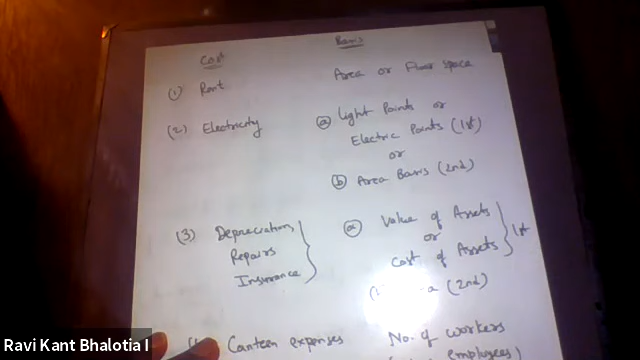 Cost Basis
(1) Rent Area or Floor Space
(2) Electricity (a) Light Points or
Electric Points (1st)
or
(b) Area Basis (2nd)
(3) Depreciation, (a) Value of Assets
Repairs or
Insurance Cost of Assets } 1st
a (2nd)
Canteen expenses No. of workers
employees)
Ravi Kant Bhalotia I